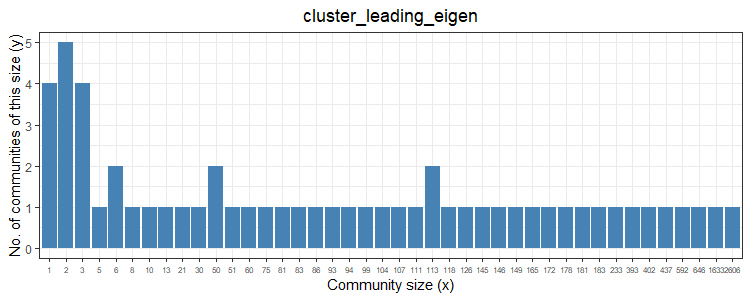 cluster_leading_eigen
No. of communities of this size (y)
5
4
3
2
1
0
1 2 3 5 6 8 10 13 21 30 50 51 60 75 81 83 86 93 94 99 104 107 111 113 118 126 145 146 149 165 172 178 181 183 233 393 402 437 592 646 1633 2606
Community size (x)